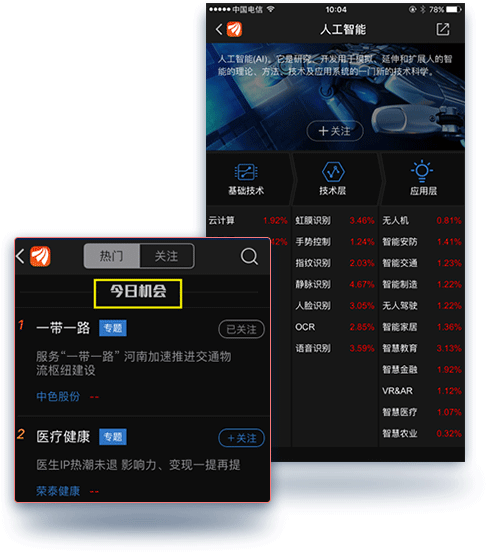 中国电信
10:04
78%
人工智能
人工智能(AI)，它是研究、开发用于模拟、延伸和扩展人的智
能的理论、方法、技术及应用系统的一门新的技术科学。
＋关注
基础技术
技术层
应用层
云计算 1.92%
虹膜识别 3.46%
手势控制 1.24%
指纹识别 2.03%
静脉识别 4.67%
人脸识别 3.05%
OCR 2.85%
语音识别 3.59%
无人机 0.81%
智能安防 1.41%
智能交通 1.23%
智能制造 1.22%
无人驾驶 1.22%
智能家居 1.36%
智慧教育 3.13%
智慧金融 1.92%
VR&AR 1.12%
智慧医疗 1.07%
智慧农业 0.32%
热门
关注
今日机会
1 一带一路 专题 已关注
服务“一带一路” 河南加速推进交通物
流枢纽建设
中色股份 --
2 医疗健康 专题 ＋关注
医生IP热潮未退 影响力、变现一提再提
荣泰健康 --